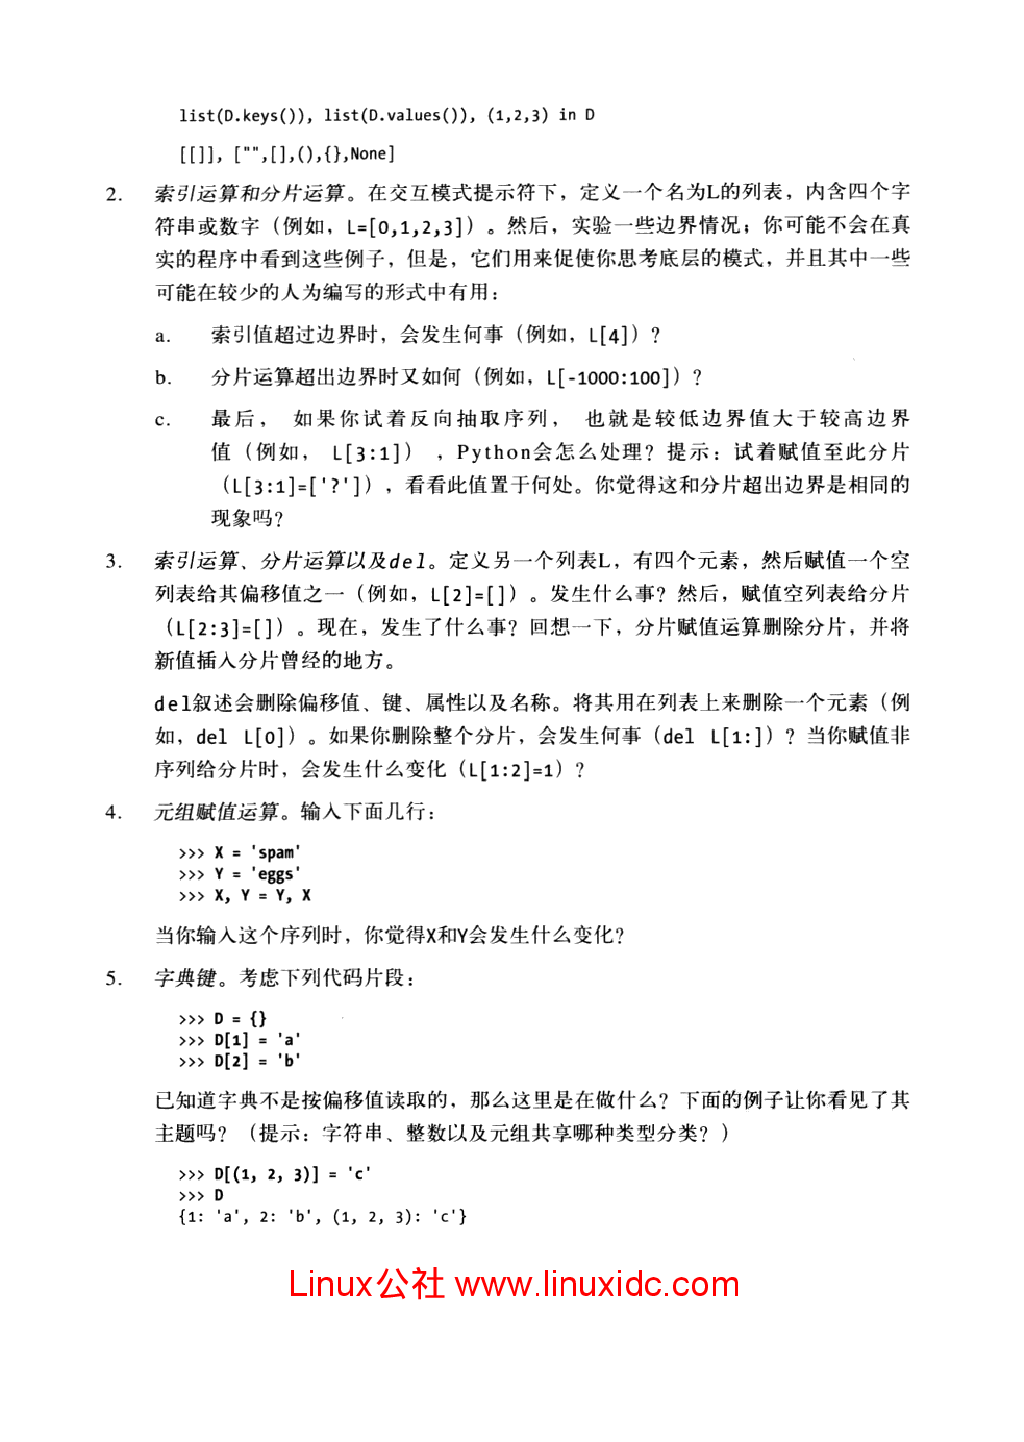 list(D.keys()), list(D.values()), (1,2,3) in D
[[]], ["",[],(),{},None]
2. 索引运算和分片运算。在交互模式提示符下，定义一个名为L的列表，内含四个字
符串或数字（例如，L=[0,1,2,3]）。然后，实验一些边界情况；你可能不会在真
实的程序中看到这些例子，但是，它们用来促使你思考底层的模式，并且其中一些
可能在较少的人为编写的形式中有用：
a. 索引值超过边界时，会发生何事（例如，L[4]）？
b. 分片运算超出边界时又如何（例如，L[-1000:100]）？
c. 最后， 如果你试着反向抽取序列， 也就是较低边界值大于较高边界
值（例如， L[3:1]） ，Python会怎么处理？提示：试着赋值至此分片
（L[3:1]=['?']），看看此值置于何处。你觉得这和分片超出边界是相同的
现象吗？
3. 索引运算、分片运算以及del。定义另一个列表L，有四个元素，然后赋值一个空
列表给其偏移值之一（例如，L[2]=[]）。发生什么事？然后，赋值空列表给分片
（L[2:3]=[]）。现在，发生了什么事？回想一下，分片赋值运算删除分片，并将
新值插入分片曾经的地方。
del叙述会删除偏移值、键、属性以及名称。将其用在列表上来删除一个元素（例
如，del L[0]）。如果你删除整个分片，会发生何事（del L[1:]）？当你赋值非
序列给分片时，会发生什么变化（L[1:2]=1）？
4. 元组赋值运算。输入下面几行：
>>> X = 'spam'
>>> Y = 'eggs'
>>> X, Y = Y, X
当你输入这个序列时，你觉得X和Y会发生什么变化？
5. 字典键。考虑下列代码片段：
>>> D = {}
>>> D[1] = 'a'
>>> D[2] = 'b'
已知道字典不是按偏移值读取的，那么这里是在做什么？下面的例子让你看见了其
主题吗？（提示：字符串、整数以及元组共享哪种类型分类？）
>>> D[(1, 2, 3)] = 'c'
>>> D
{1: 'a', 2: 'b', (1, 2, 3): 'c'}
Linux公社 www.linuxidc.com